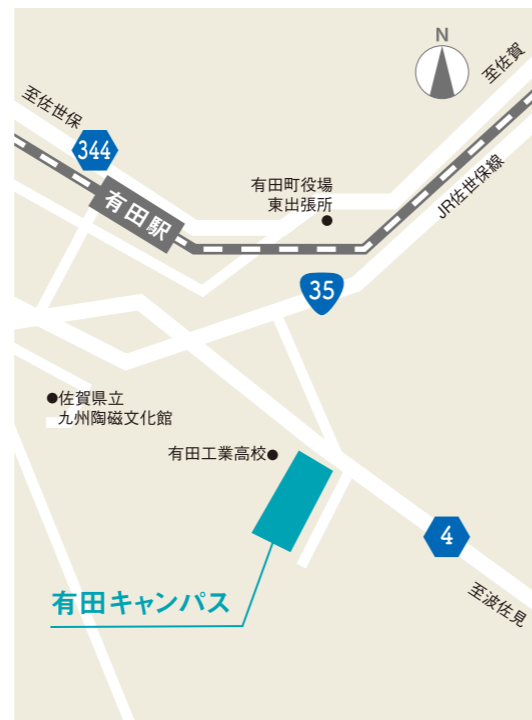 N
至佐賀
至佐世保
344
有田駅
有田町役場
東出張所
JR佐世保線
35
佐賀県立
九州陶磁文化館
有田工業高校
4
有田キャンパス
至波佐見